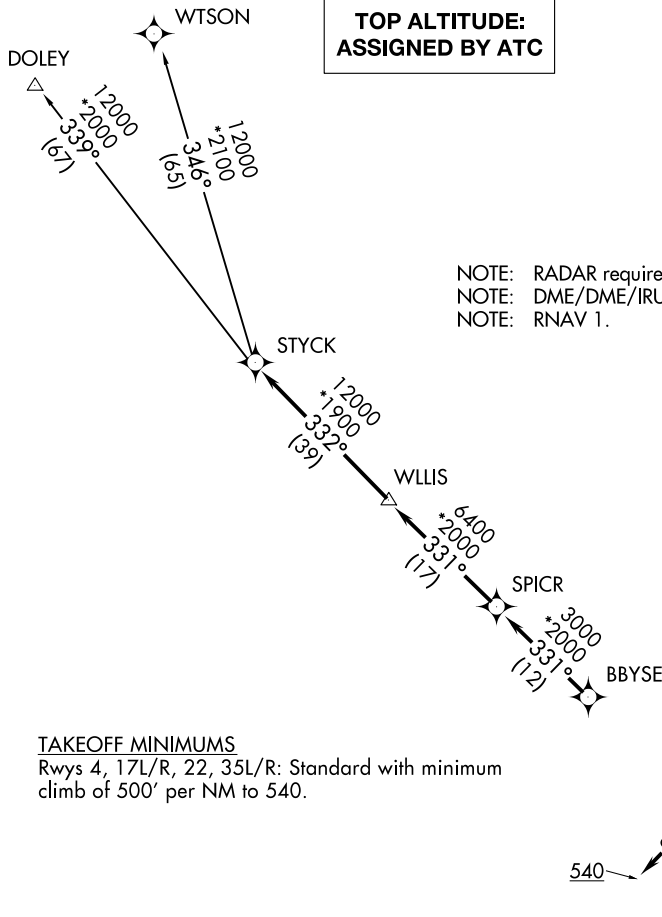 WTSON
TOP ALTITUDE:
ASSIGNED BY ATC
DOLEY
12000
*2000
339°
(67)
12000
*2100
346°
(65)
NOTE: RADAR require
NOTE: DME/DME/IRU
NOTE: RNAV 1.
STYCK
12000
*1900
332°
(39)
WLLIS
6400
*2000
331°
(17)
SPICR
3000
*2000
331°
(12)
BBYSE
TAKEOFF MINIMUMS
Rwys 4, 17L/R, 22, 35L/R: Standard with minimum
climb of 500' per NM to 540.
540